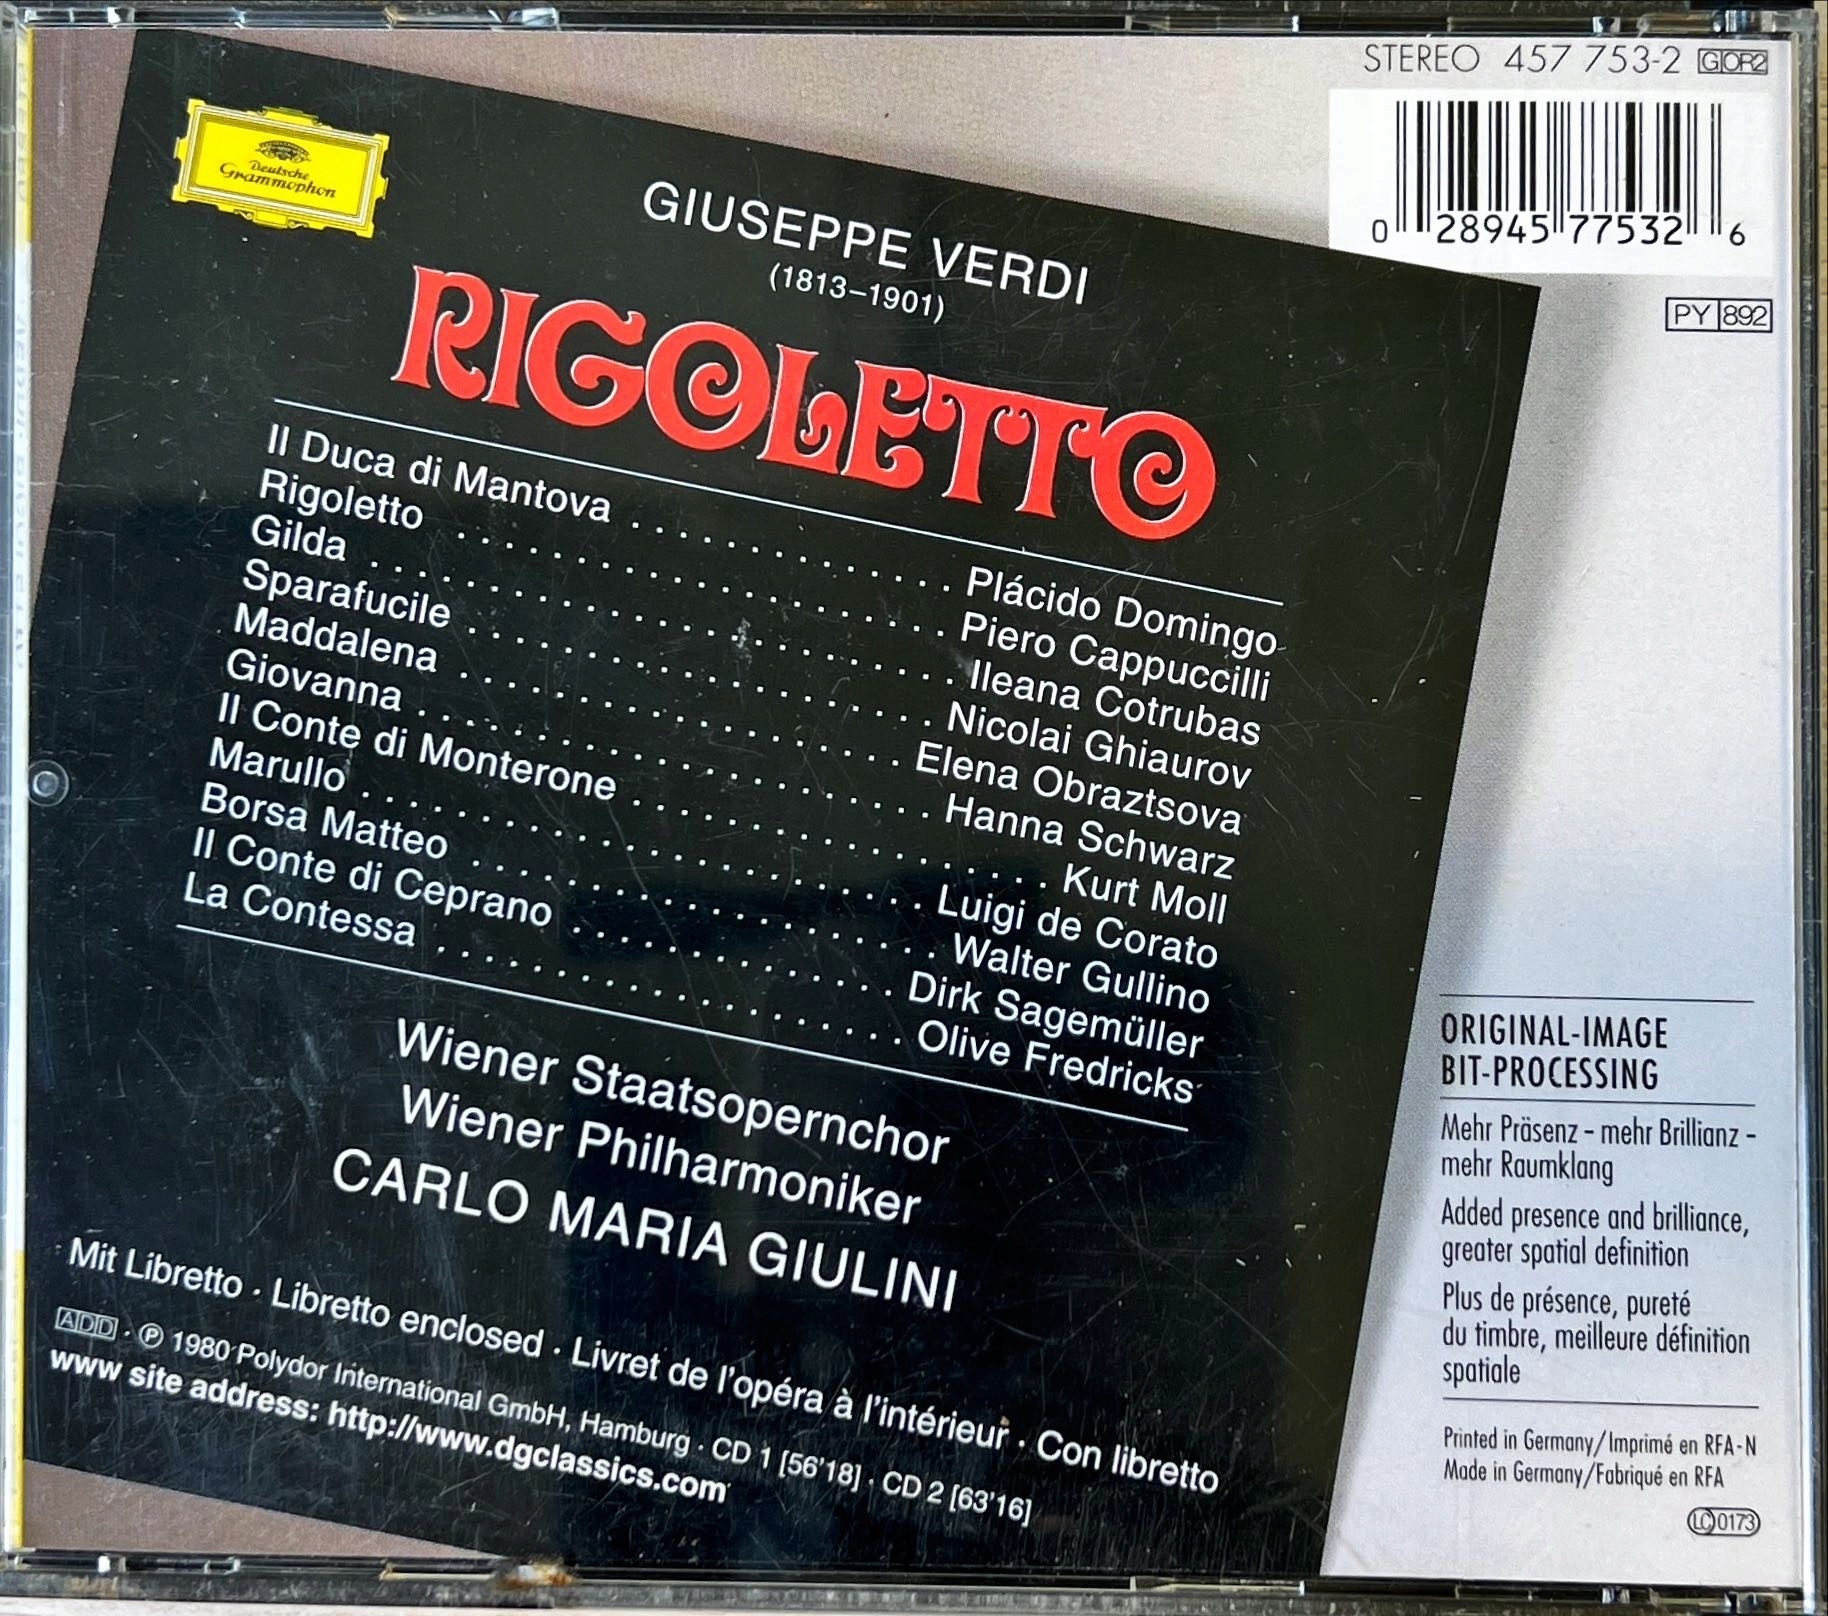 STEREO 457 753-2 G|OR2
0 28945 77532 6
PY 892
Deutsche
Grammophon
GIUSEPPE VERDI
(1813–1901)
RIGOLETTO
Il Duca di Mantova . . . . . . . . . . . . . . . . Plácido Domingo
Rigoletto . . . . . . . . . . . . . . . . . . . . . . . . Piero Cappuccilli
Gilda . . . . . . . . . . . . . . . . . . . . . . . . . . . . . Ileana Cotrubas
Sparafucile . . . . . . . . . . . . . . . . . . . . . . . Nicolai Ghiaurov
Maddalena . . . . . . . . . . . . . . . . . . . . . . Elena Obraztsova
Giovanna . . . . . . . . . . . . . . . . . . . . . . . . . Hanna Schwarz
Il Conte di Monterone . . . . . . . . . . . . . . . . . . . . Kurt Moll
Marullo . . . . . . . . . . . . . . . . . . . . . . . . . . . Luigi de Corato
Borsa Matteo . . . . . . . . . . . . . . . . . . . . . . Walter Gullino
Il Conte di Ceprano . . . . . . . . . . . . . . . Dirk Sagemüller
La Contessa . . . . . . . . . . . . . . . . . . . . . . Olive Fredricks
Wiener Staatsopernchor
Wiener Philharmoniker
CARLO MARIA GIULINI
Mit Libretto · Libretto enclosed · Livret de l'opéra à l'intérieur · Con libretto
ADD · ℗ 1980 Polydor International GmbH, Hamburg · CD 1 [56'18] · CD 2 [63'16]
www site address: http://www.dgclassics.com
ORIGINAL-IMAGE
BIT-PROCESSING
Mehr Präsenz – mehr Brillianz –
mehr Raumklang
Added presence and brilliance,
greater spatial definition
Plus de présence, pureté
du timbre, meilleure définition
spatiale
Printed in Germany/Imprimé en RFA-N
Made in Germany/Fabriqué en RFA
LC 0173